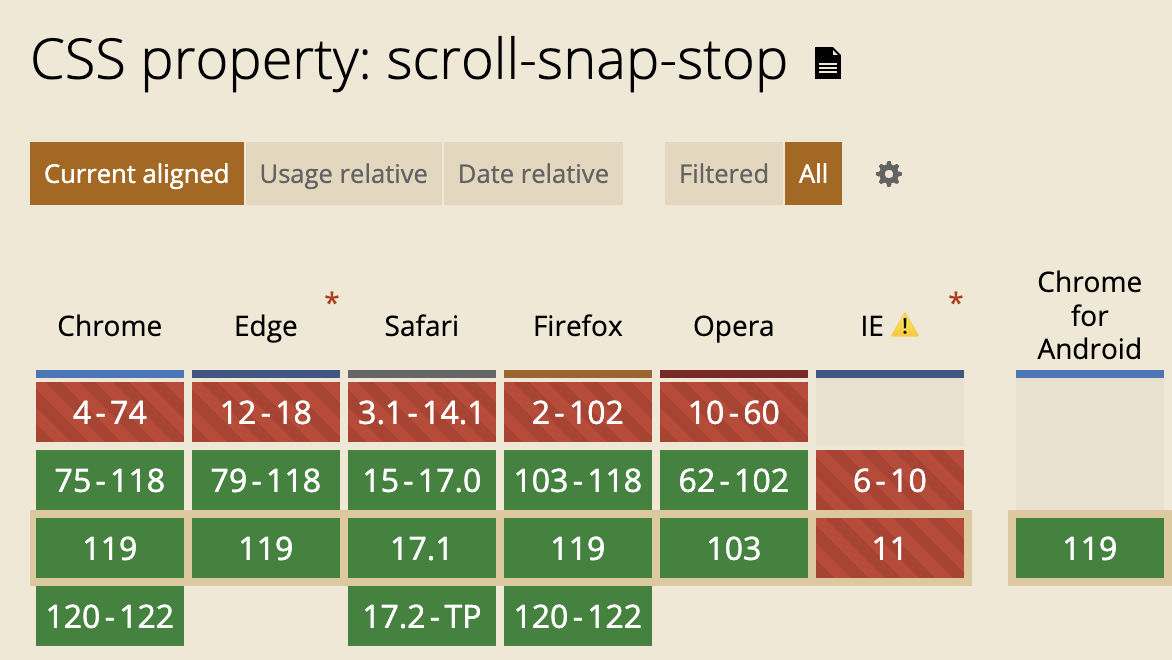 CSS property: scroll-snap-stop
Current aligned Usage relative Date relative Filtered All
Chrome Edge * Safari Firefox Opera IE ⚠️ * Chrome for Android
4-74 12-18 3.1-14.1 2-102 10-60
75-118 79-118 15-17.0 103-118 62-102 6-10
119 119 17.1 119 103 11 119
120-122 17.2-TP 120-122